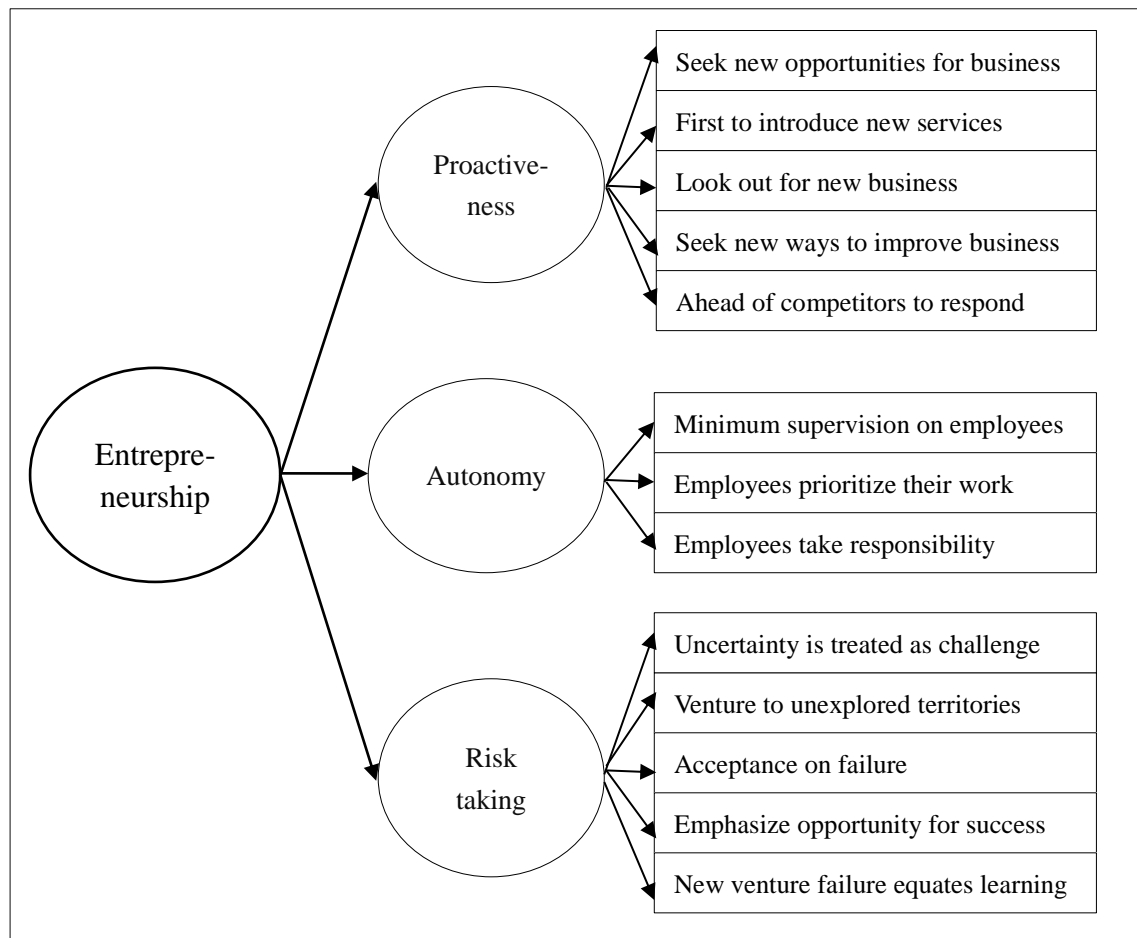 Entrepre-
neurship
Proactive-
ness
Seek new opportunities for business
First to introduce new services
Look out for new business
Seek new ways to improve business
Ahead of competitors to respond
Autonomy
Minimum supervision on employees
Employees prioritize their work
Employees take responsibility
Risk
taking
Uncertainty is treated as challenge
Venture to unexplored territories
Acceptance on failure
Emphasize opportunity for success
New venture failure equates learning